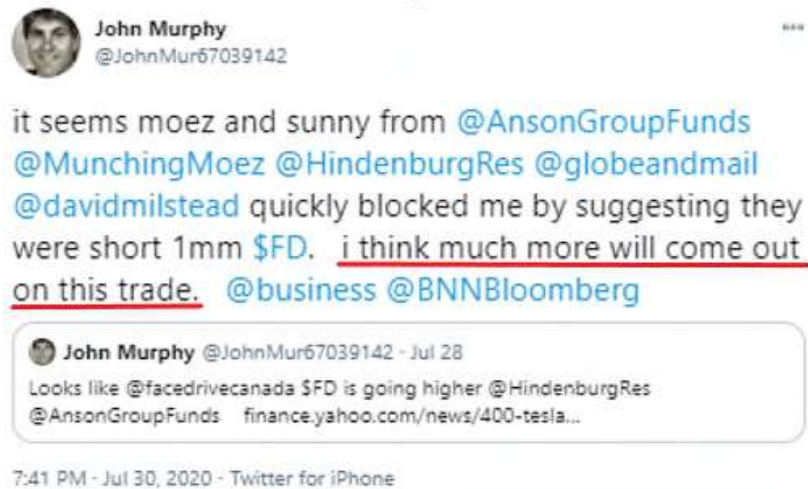 John Murphy
@JohnMur67039142
it seems moez and sunny from @AnsonGroupFunds
@MunchingMoez @HindenburgRes @globeandmail
@davidmilstead quickly blocked me by suggesting they
were short 1mm $FD.   i think much more will come out
on this trade.   @business @BNNBloomberg
John Murphy @JohnMur67039142 · Jul 28
Looks like @facedrivecanada $FD is going higher @HindenburgRes
@AnsonGroupFunds    finance.yahoo.com/news/400-tesla...
7:41 PM · Jul 30, 2020 · Twitter for iPhone